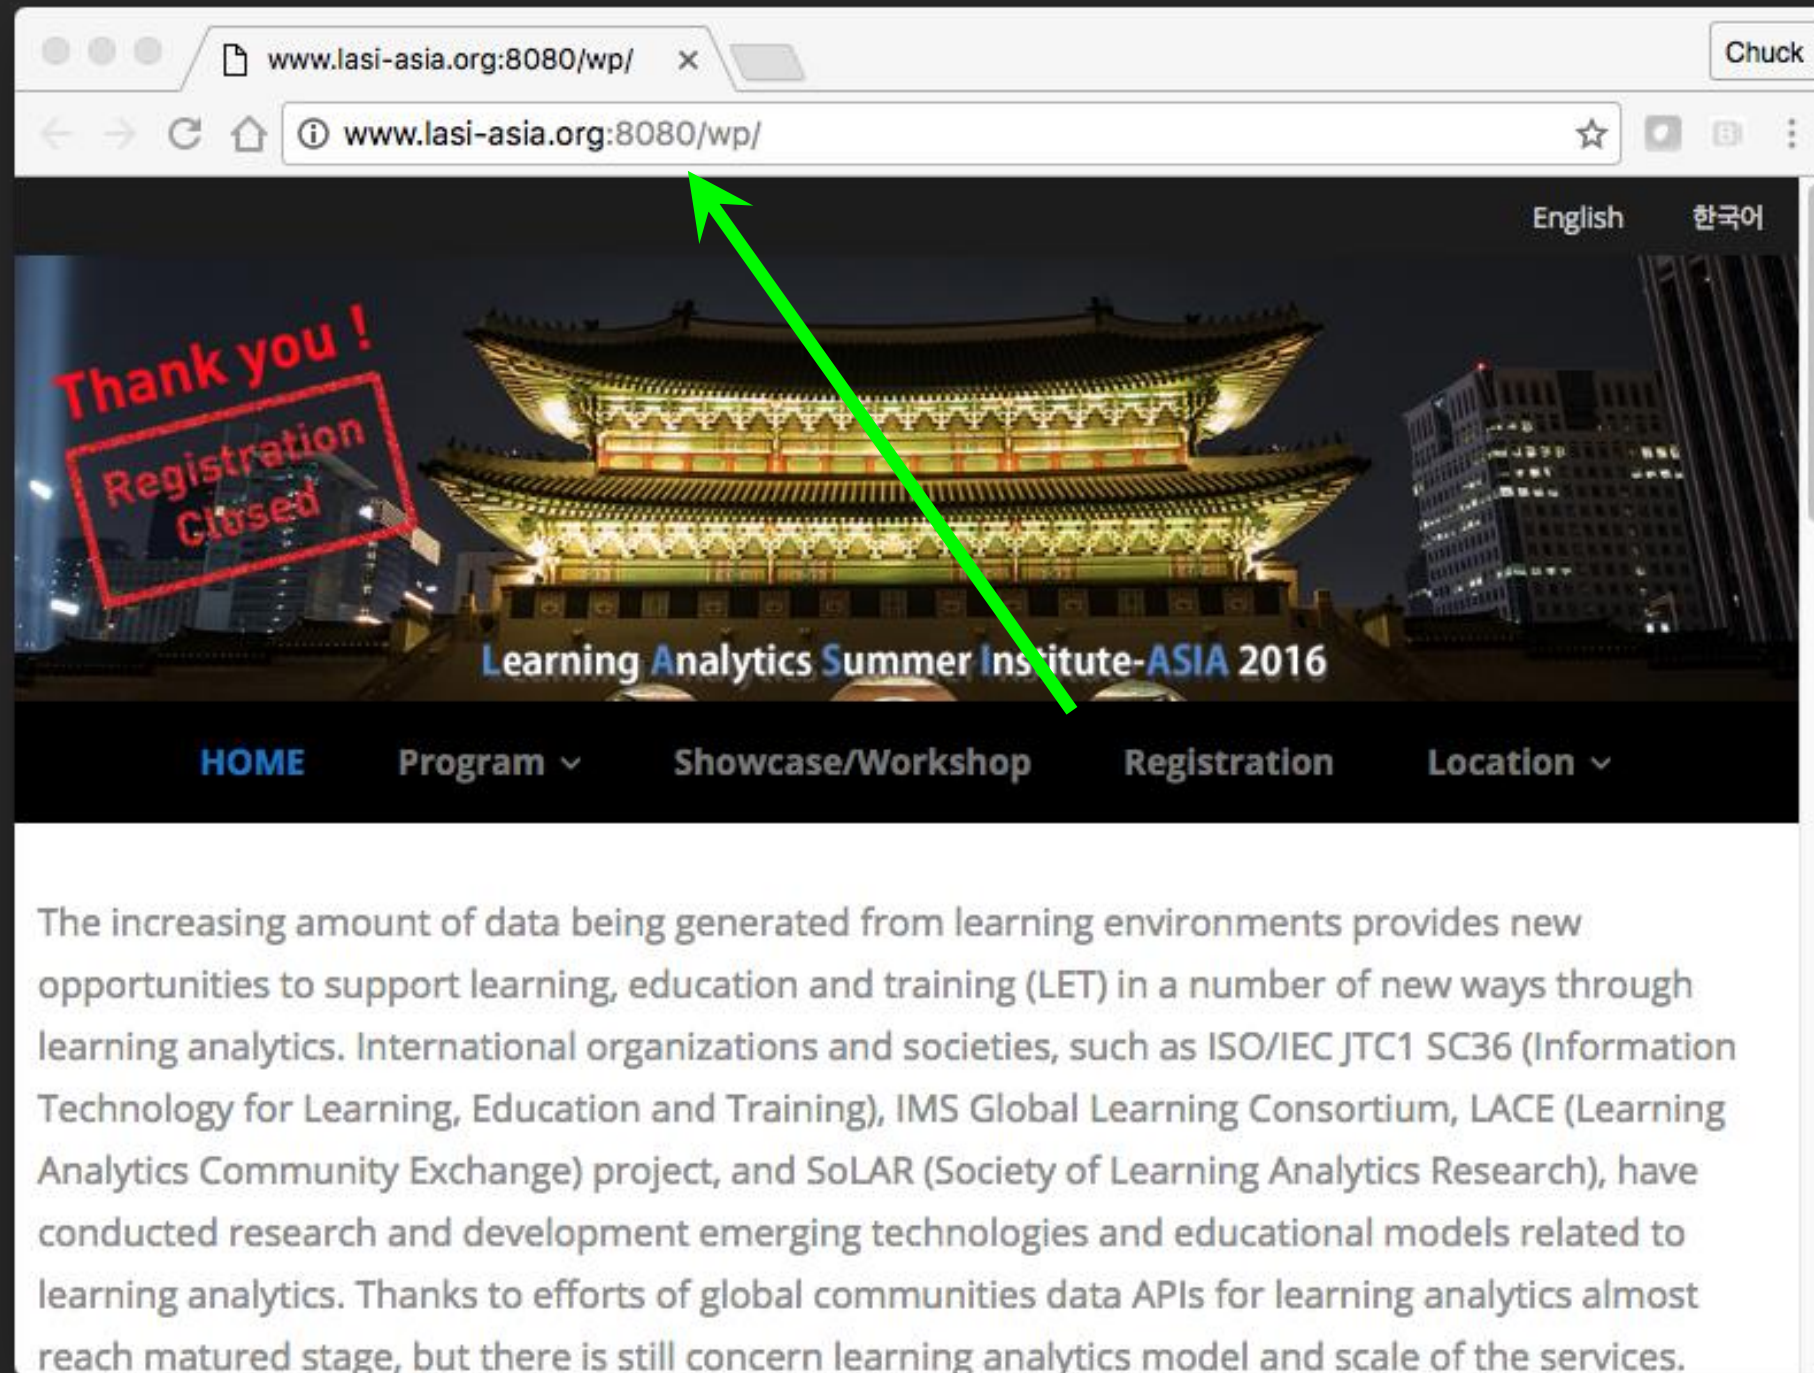 www.lasi-asia.org:8080/wp/
Chuck
www.lasi-asia.org:8080/wp/
English 한국어
Thank you !
Registration
Closed
Learning Analytics Summer Institute-ASIA 2016
HOME Program Showcase/Workshop Registration Location
The increasing amount of data being generated from learning environments provides new
opportunities to support learning, education and training (LET) in a number of new ways through
learning analytics. International organizations and societies, such as ISO/IEC JTC1 SC36 (Information
Technology for Learning, Education and Training), IMS Global Learning Consortium, LACE (Learning
Analytics Community Exchange) project, and SoLAR (Society of Learning Analytics Research), have
conducted research and development emerging technologies and educational models related to
learning analytics. Thanks to efforts of global communities data APIs for learning analytics almost
reach matured stage, but there is still concern learning analytics model and scale of the services.